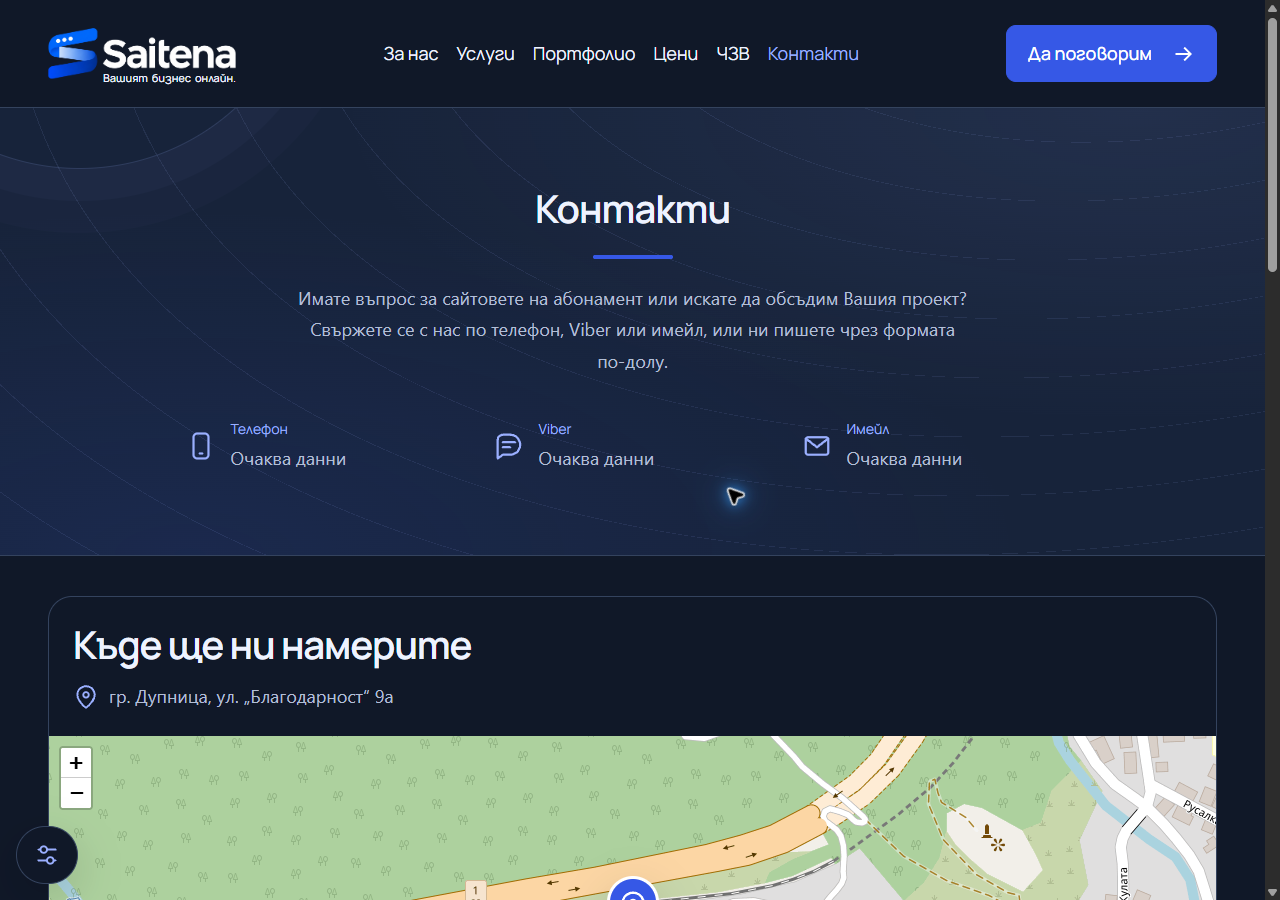 Saitena
Вашият бизнес онлайн.
За нас
Услуги
Портфолио
Цени
ЧЗВ
Контакти
Да поговорим
Контакти
Имате въпрос за сайтовете на абонамент или искате да обсъдим Вашия проект?
Свържете се с нас по телефон, Viber или имейл, или ни пишете чрез формата
по-долу.
Телефон
Очаква данни
Viber
Очаква данни
Имейл
Очаква данни
Къде ще ни намерите
гр. Дупница, ул. „Благодарност“ 9а
+
−
1